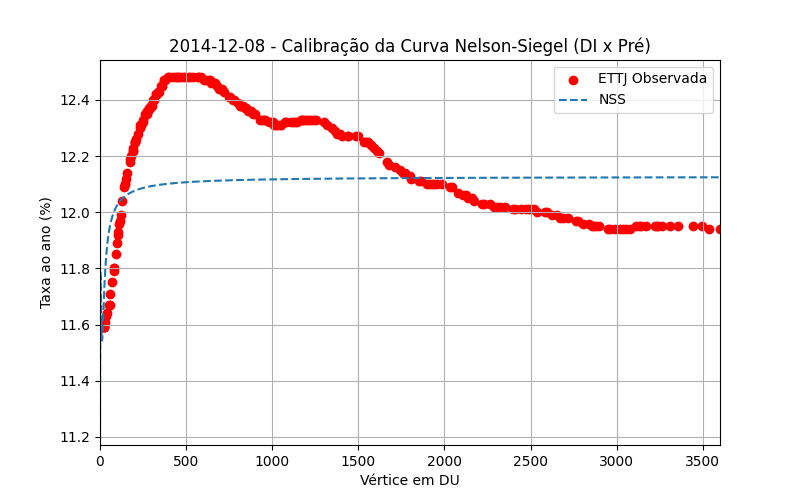 2014-12-08 - Calibração da Curva Nelson-Siegel (DI x Pré)
ETTJ Observada
NSS
Taxa ao ano (%)
12.4
12.2
12.0
11.8
11.6
11.4
11.2
0 500 1000 1500 2000 2500 3000 3500
Vértice em DU